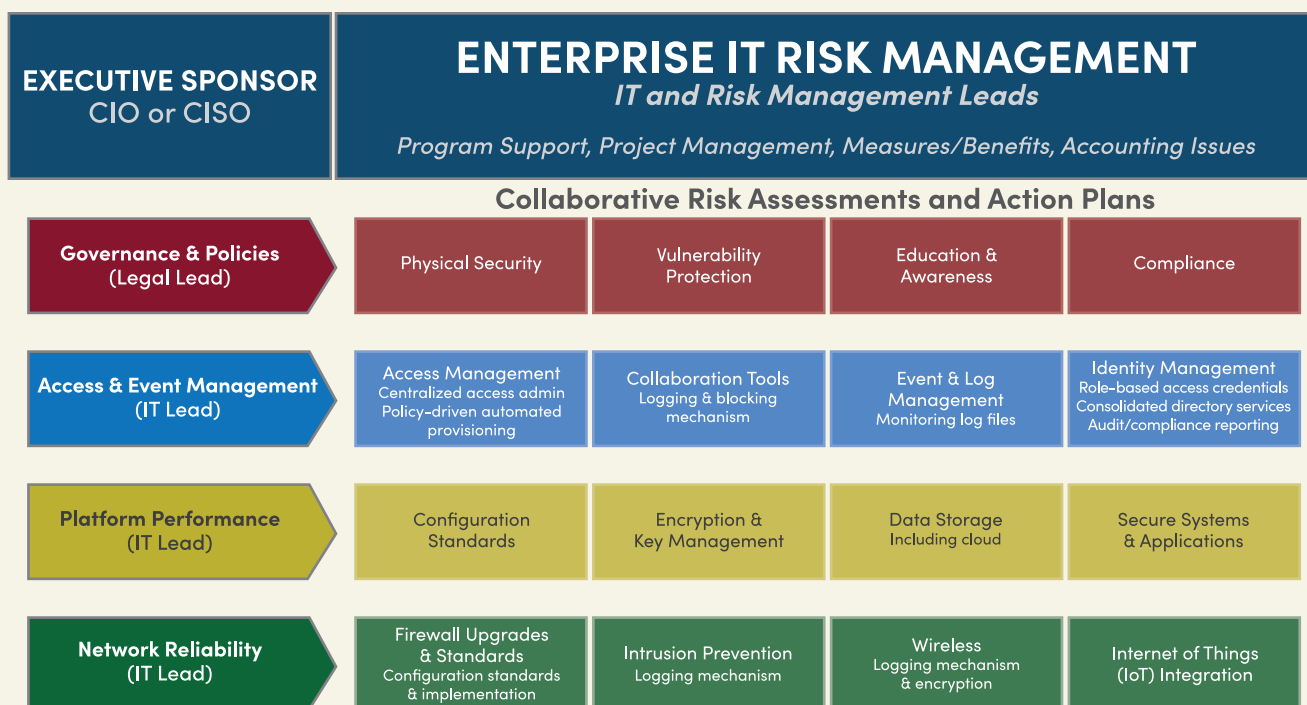 EXECUTIVE SPONSOR
CIO or CISO
ENTERPRISE IT RISK MANAGEMENT
IT and Risk Management Leads
Program Support, Project Management, Measures/Benefits, Accounting Issues
Collaborative Risk Assessments and Action Plans
Governance & Policies
(Legal Lead)
Physical Security
Vulnerability
Protection
Education &
Awareness
Compliance
Access & Event Management
(IT Lead)
Access Management
Centralized access admin
Policy-driven automated
provisioning
Collaboration Tools
Logging & blocking
mechanism
Event & Log
Management
Monitoring log files
Identity Management
Role-based access credentials
Consolidated directory services
Audit/compliance reporting
Platform Performance
(IT Lead)
Configuration
Standards
Encryption &
Key Management
Data Storage
Including cloud
Secure Systems
& Applications
Network Reliability
(IT Lead)
Firewall Upgrades
& Standards
Configuration standards
& implementation
Intrusion Prevention
Logging mechanism
Wireless
Logging mechanism
& encryption
Internet of Things
(IoT) Integration